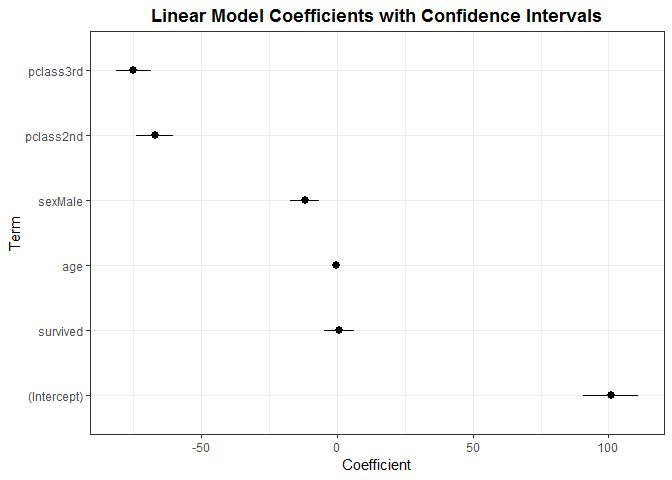 Linear Model Coefficients with Confidence Intervals
pclass3rd
pclass2nd
sexMale
age
survived
(Intercept)
Term
-50
0
50
100
Coefficient